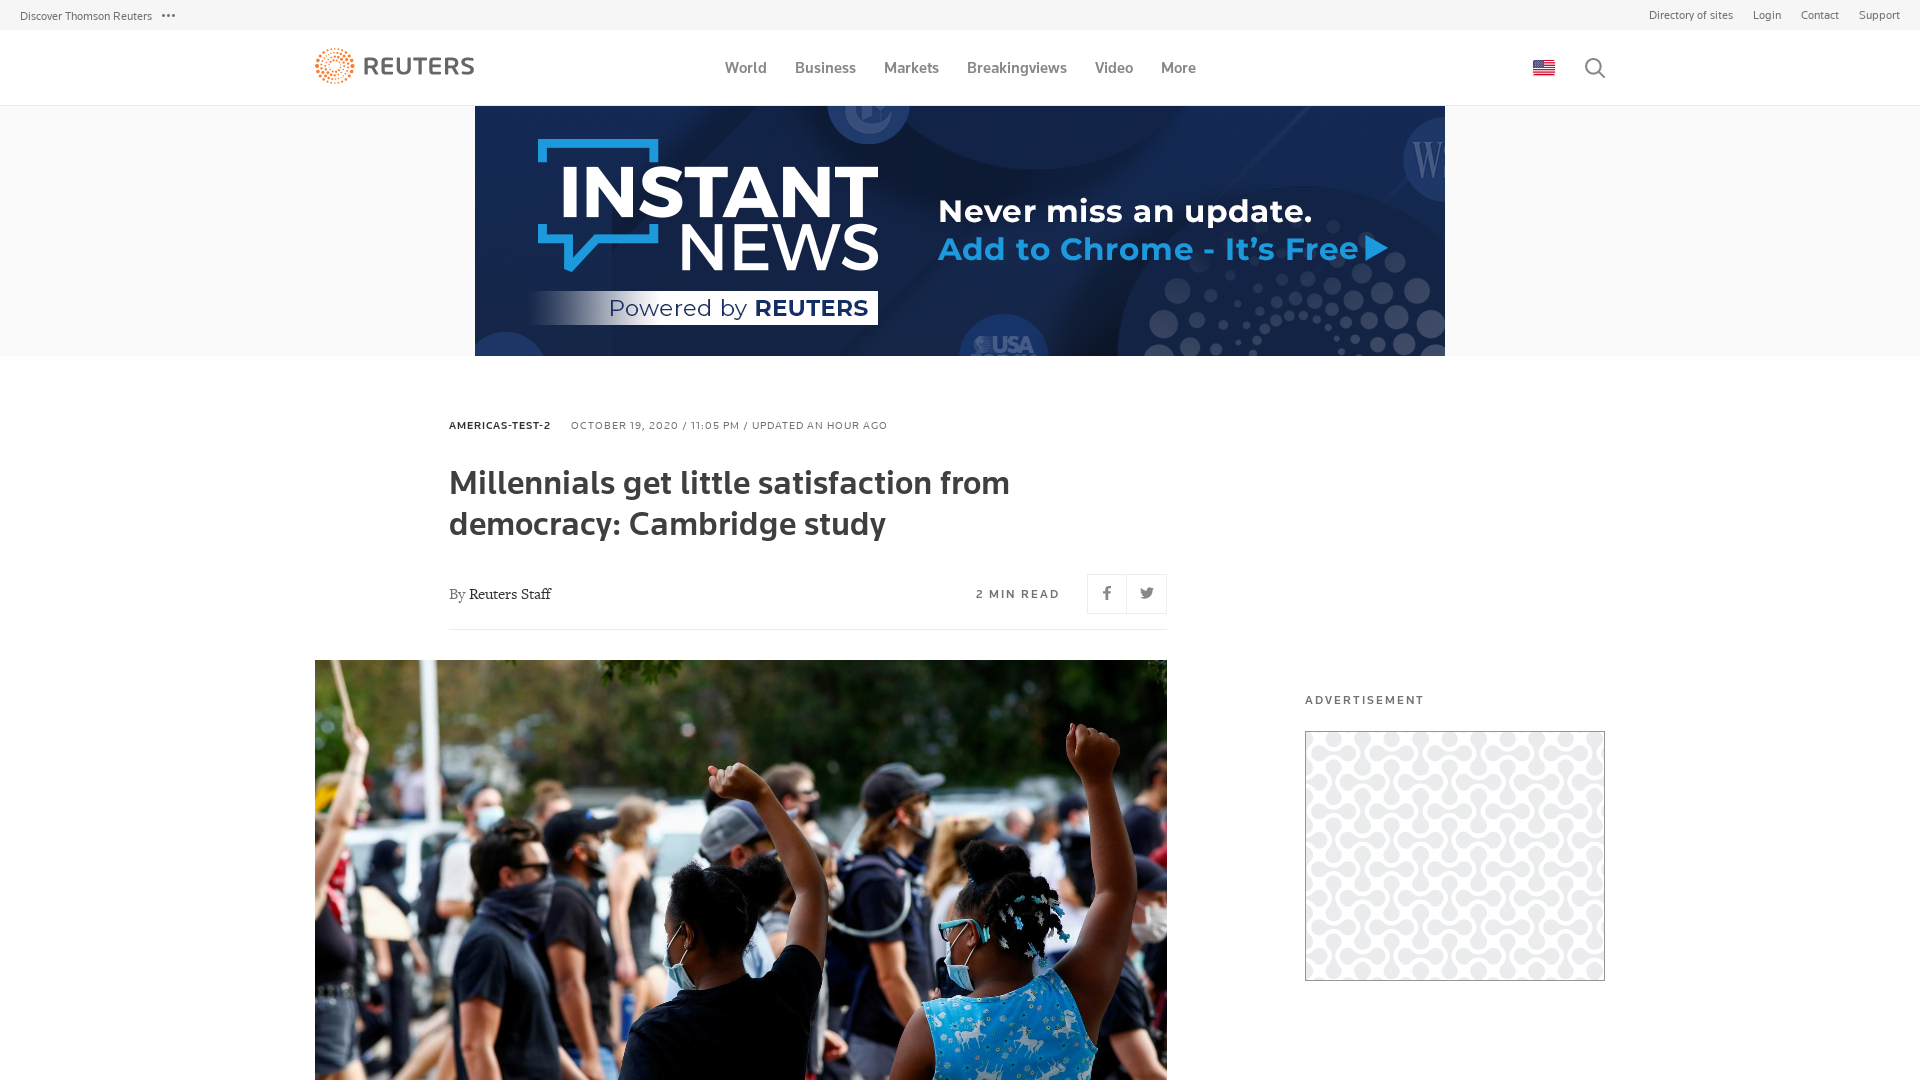 Discover Thomson Reuters
Directory of sites
Login
Contact
Support
REUTERS
World
Business
Markets
Breakingviews
Video
More
INSTANT
NEWS
Powered by REUTERS
Never miss an update.
Add to Chrome - It's Free
USA
AMERICAS-TEST-2
OCTOBER 19, 2020 / 11:05 PM / UPDATED AN HOUR AGO
Millennials get little satisfaction from
democracy: Cambridge study
By Reuters Staff
2 MIN READ
ADVERTISEMENT